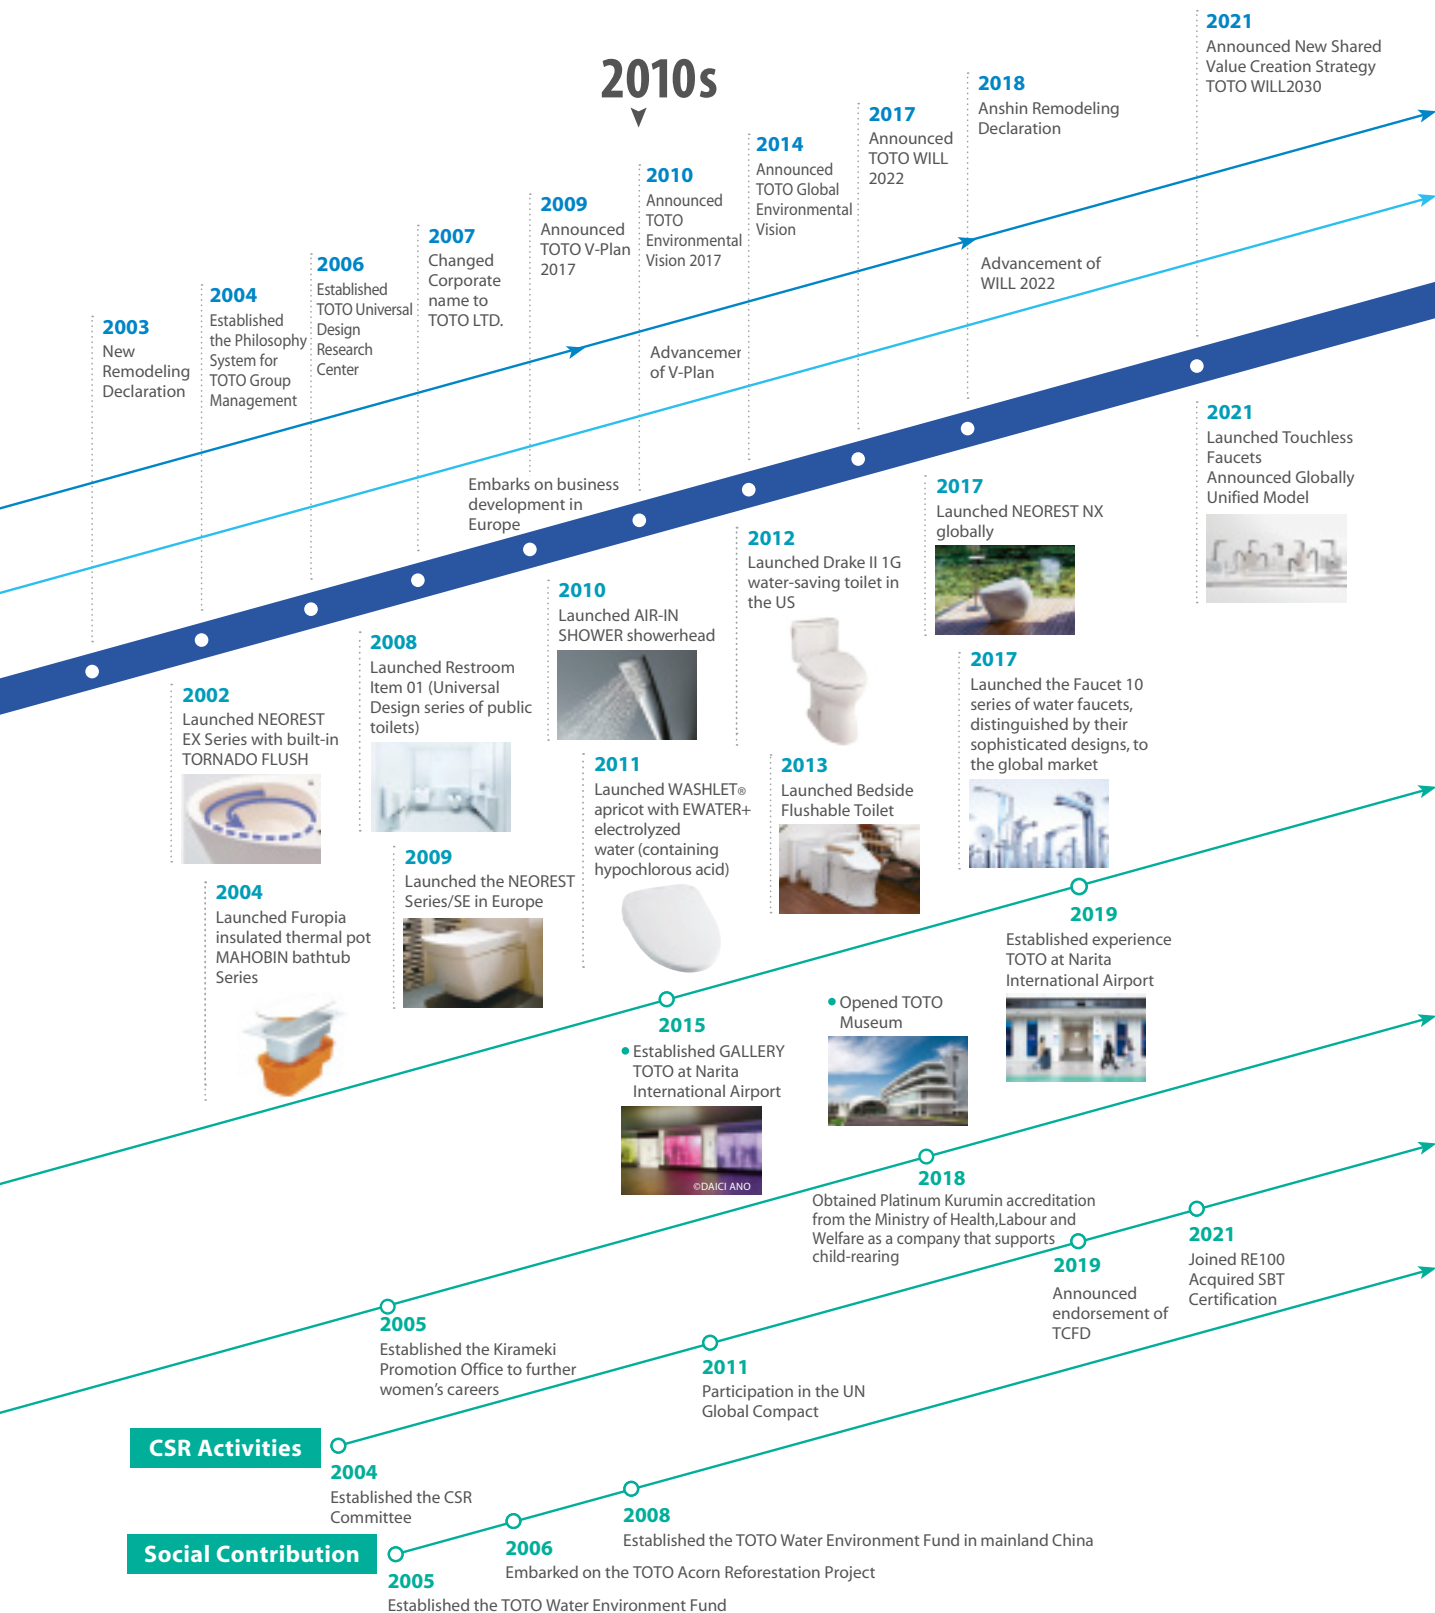 2010s
2021
Announced New Shared
Value Creation Strategy
TOTO WILL2030
2018
Anshin Remodeling
Declaration
2017
Announced
TOTO WILL
2022
2014
Announced
TOTO Global
Environmental
Vision
2010
Announced
TOTO
Environmental
Vision 2017
2009
Announced
TOTO V-Plan
2017
2007
Changed
Corporate
name to
TOTO LTD.
2006
Established
TOTO Universal
Design
Research
Center
2004
Established
the Philosophy
System for
TOTO Group
Management
2003
New
Remodeling
Declaration
Advancement of
WILL 2022
Advancemer
of V-Plan
Embarks on business
development in
Europe
2021
Launched Touchless
Faucets
Announced Globally
Unified Model
2017
Launched NEOREST NX
globally
2012
Launched Drake II 1G
water-saving toilet in
the US
2010
Launched AIR-IN
SHOWER showerhead
2008
Launched Restroom
Item 01 (Universal
Design series of public
toilets)
2002
Launched NEOREST
EX Series with built-in
TORNADO FLUSH
2017
Launched the Faucet 10
series of water faucets,
distinguished by their
sophisticated designs, to
the global market
2013
Launched Bedside
Flushable Toilet
2011
Launched WASHLET®
apricot with EWATER+
electrolyzed
water (containing
hypochlorous acid)
2009
Launched the NEOREST
Series/SE in Europe
2004
Launched Furopia
insulated thermal pot
MAHOBIN bathtub
Series
2019
Established experience
TOTO at Narita
International Airport
2015
• Established GALLERY
TOTO at Narita
International Airport
©DAICI ANO
• Opened TOTO
Museum
2018
Obtained Platinum Kurumin accreditation
from the Ministry of Health,Labour and
Welfare as a company that supports
child-rearing
2005
Established the Kirameki
Promotion Office to further
women's careers
2021
Joined RE100
Acquired SBT
Certification
2019
Announced
endorsement of
TCFD
2011
Participation in the UN
Global Compact
CSR Activities
2004
Established the CSR
Committee
2008
Established the TOTO Water Environment Fund in mainland China
Social Contribution
2006
Embarked on the TOTO Acorn Reforestation Project
2005
Established the TOTO Water Environment Fund